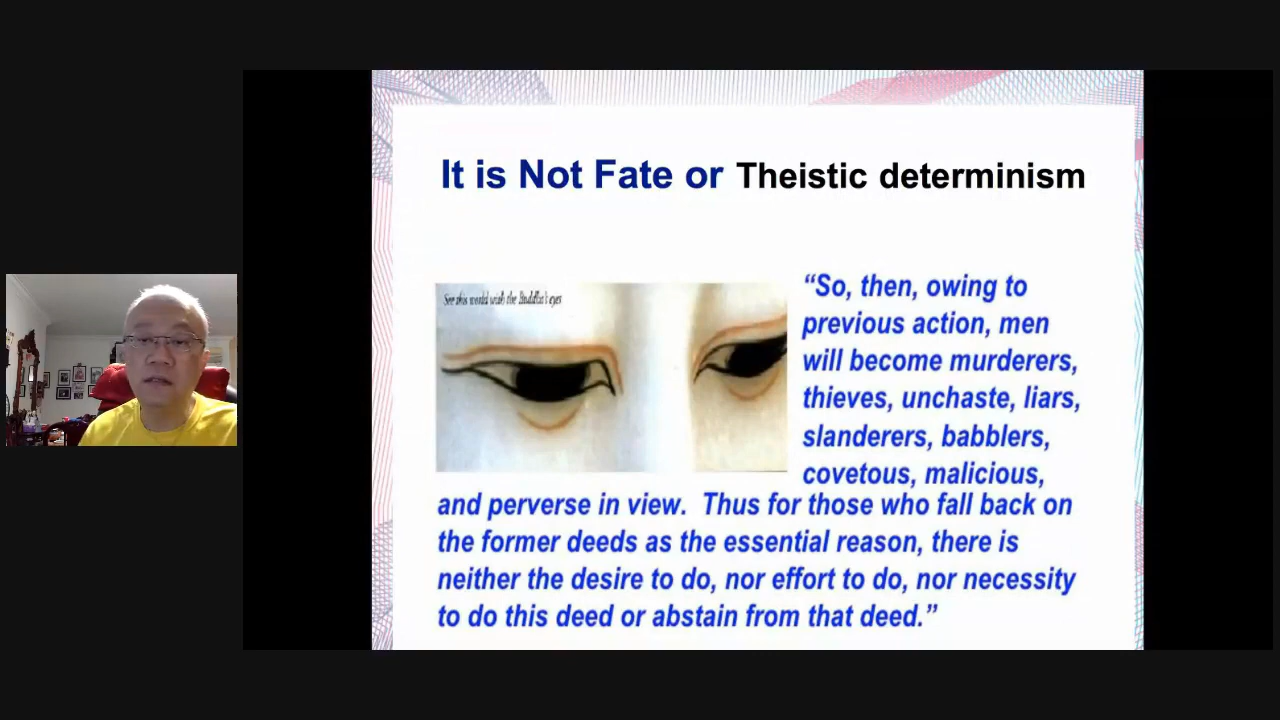 It is Not Fate or Theistic determinism
See this world with the Buddha's eyes
“So, then, owing to
previous action, men
will become murderers,
thieves, unchaste, liars,
slanderers, babblers,
covetous, malicious,
and perverse in view.  Thus for those who fall back on
the former deeds as the essential reason, there is
neither the desire to do, nor effort to do, nor necessity
to do this deed or abstain from that deed.”